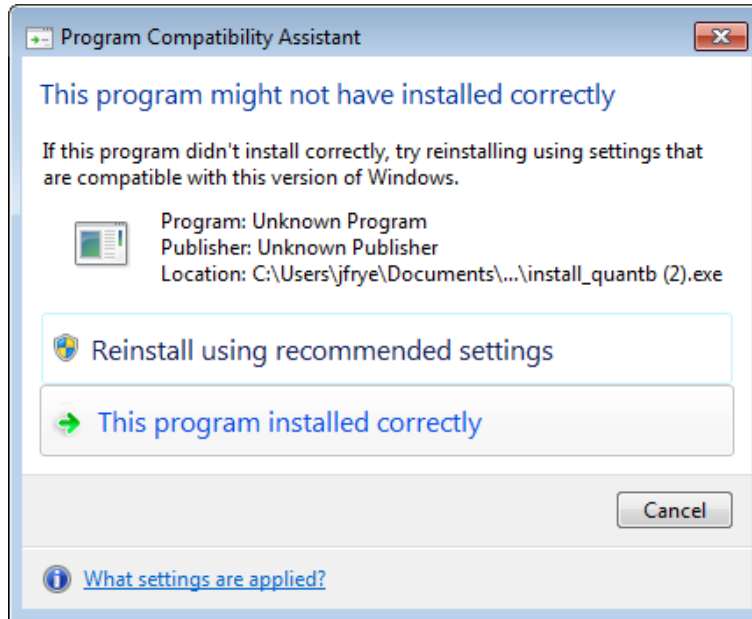 Program Compatibility Assistant
This program might not have installed correctly
If this program didn't install correctly, try reinstalling using settings that
are compatible with this version of Windows.
Program: Unknown Program
Publisher: Unknown Publisher
Location: C:\Users\jfrye\Documents\...\install_quantb (2).exe
Reinstall using recommended settings
This program installed correctly
Cancel
What settings are applied?